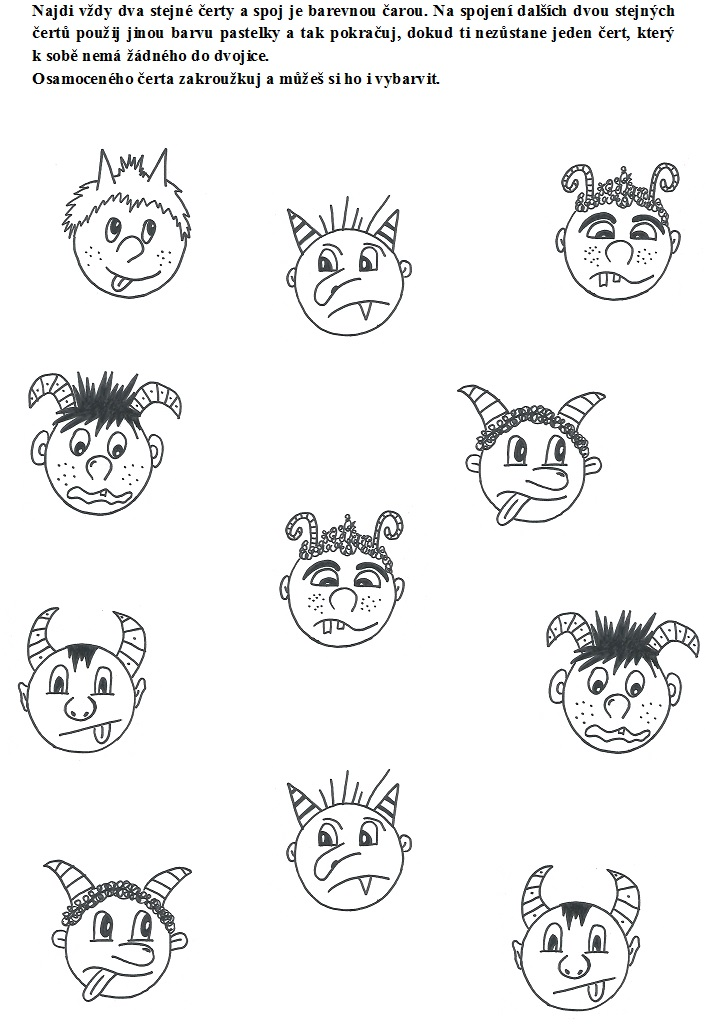 Najdi vždy dva stejné čerty a spoj je barevnou čarou. Na spojení dalších dvou stejných
čertů použij jinou barvu pastelky a tak pokračuj, dokud ti nezůstane jeden čert, který
k sobě nemá žádného do dvojice.
Osamoceného čerta zakroužkuj a můžeš si ho i vybarvit.